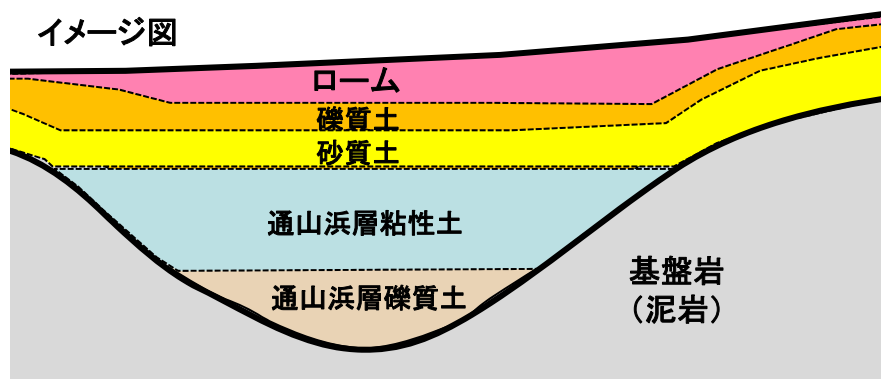 イメージ図
ローム
礫質土
砂質土
通山浜層粘性土
通山浜層礫質土
基盤岩
（泥岩）